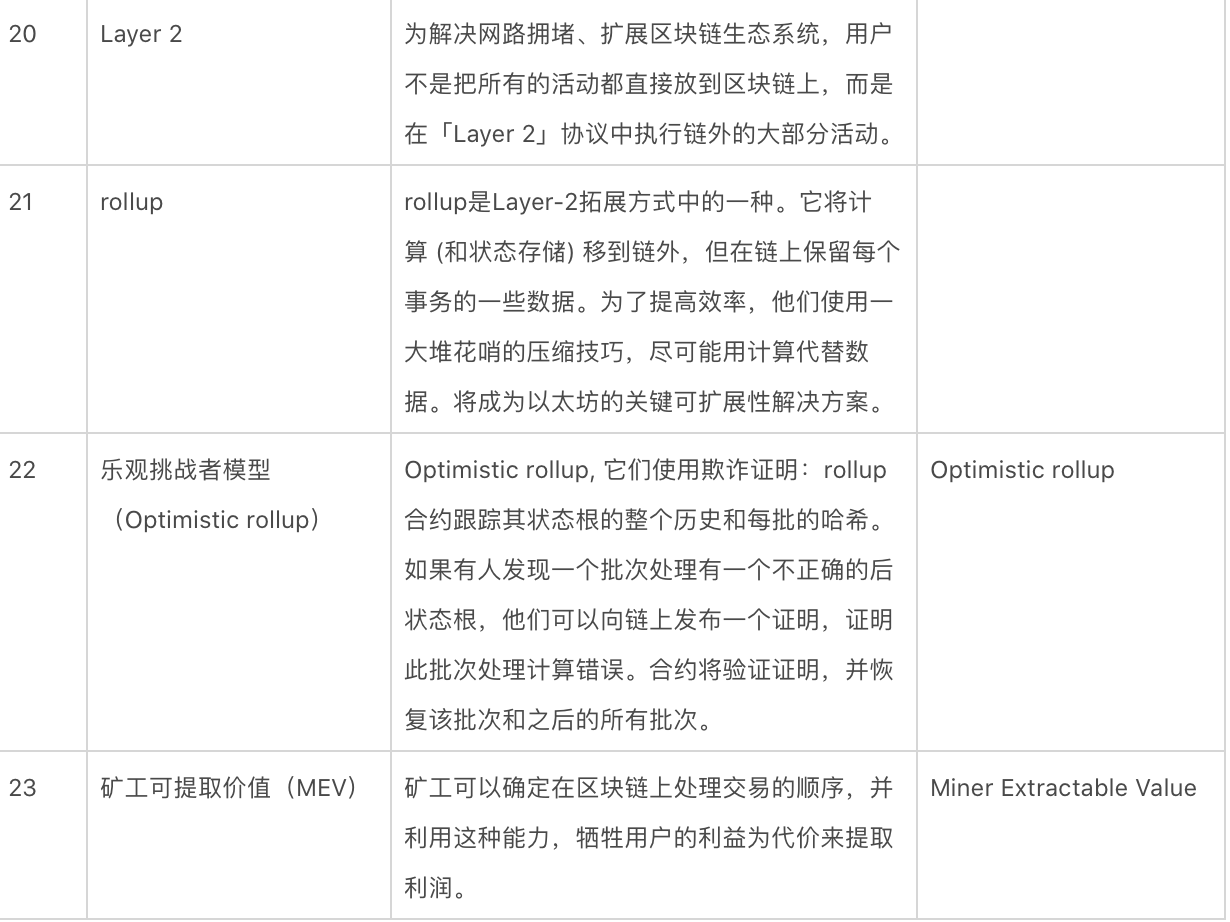 20
Layer 2
为解决网路拥堵、扩展区块链生态系统，用户
不是把所有的活动都直接放到区块链上，而是
在「Layer 2」协议中执行链外的大部分活动。
21
rollup
rollup是Layer-2拓展方式中的一种。它将计
算 (和状态存储) 移到链外，但在链上保留每个
事务的一些数据。为了提高效率，他们使用一
大堆花哨的压缩技巧，尽可能用计算代替数
据。将成为以太坊的关键可扩展性解决方案。
22
乐观挑战者模型
（Optimistic rollup）
Optimistic rollup, 它们使用欺诈证明：rollup
合约跟踪其状态根的整个历史和每批的哈希。
如果有人发现一个批次处理有一个不正确的后
状态根，他们可以向链上发布一个证明，证明
此批次处理计算错误。合约将验证证明，并恢
复该批次和之后的所有批次。
Optimistic rollup
23
矿工可提取价值（MEV）
矿工可以确定在区块链上处理交易的顺序，并
利用这种能力，牺牲用户的利益为代价来提取
利润。
Miner Extractable Value